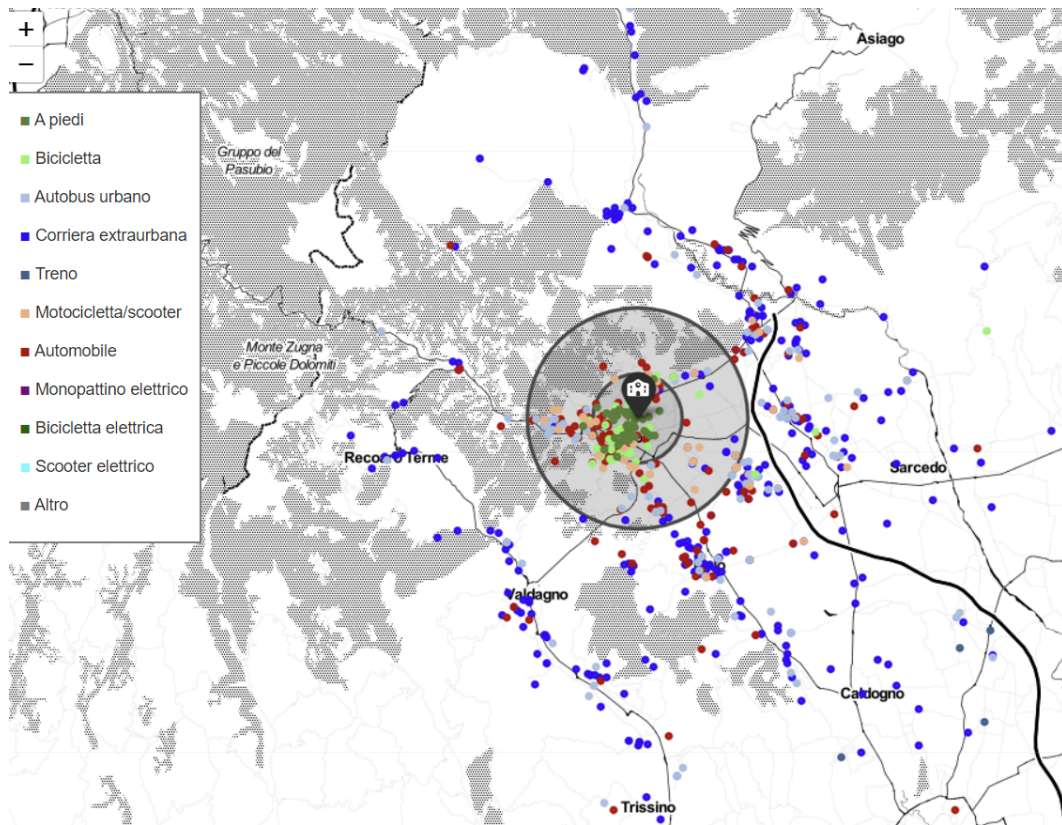 +
−
A piedi
Bicicletta
Autobus urbano
Corriera extraurbana
Treno
Motocicletta/scooter
Automobile
Monopattino elettrico
Bicicletta elettrica
Scooter elettrico
Altro
Asiago
Gruppo del
Pasubio
Monte Zugna
e Piccole Dolomiti
Terme
Sarcedo
Valdagno
Caldogno
Trissino